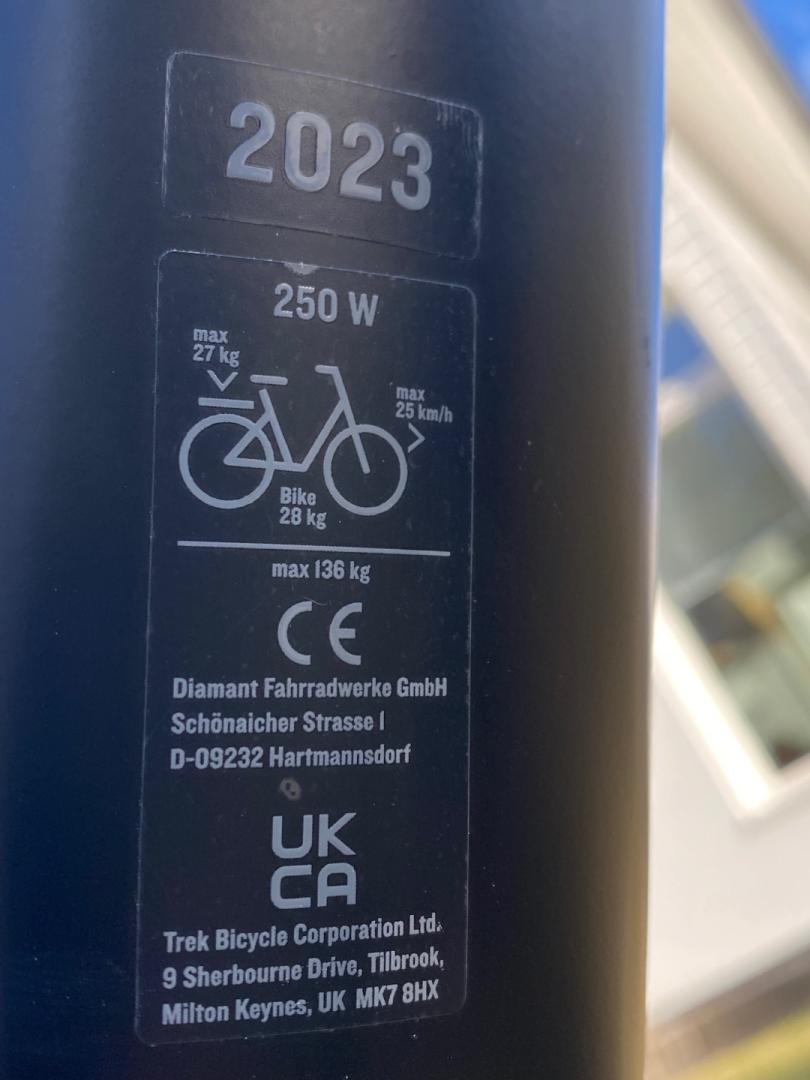 2023
250 W
max
27 kg
max
25 km/h
Bike
28 kg
max 136 kg
CE
Diamant Fahrradwerke GmbH
Schönaicher Strasse 1
D-09232 Hartmannsdorf
UK
CA
Trek Bicycle Corporation Ltd.
9 Sherbourne Drive, Tilbrook,
Milton Keynes, UK MK7 8HX